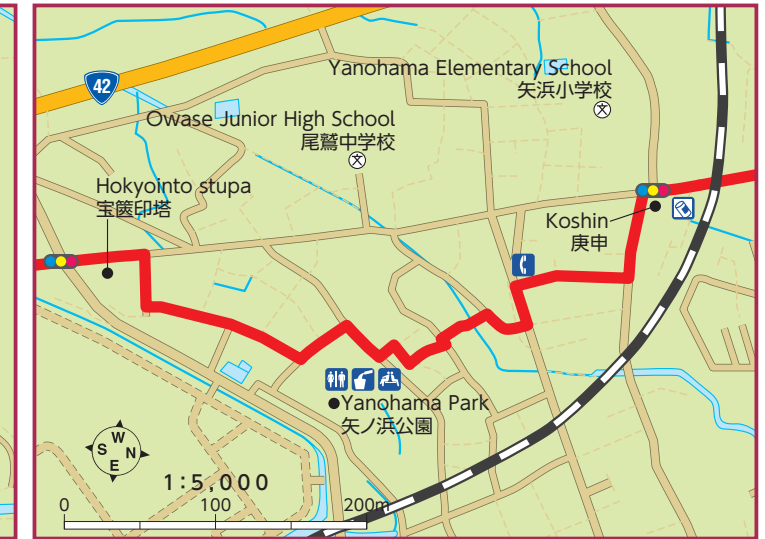 42
Yanohama Elementary School
矢浜小学校
文
Owase Junior High School
尾鷲中学校
文
Hokyointo stupa
宝篋印塔
Koshin
庚申
Yanohama Park
矢ノ浜公園
W
S N
E
1:5,000
0 100 200m